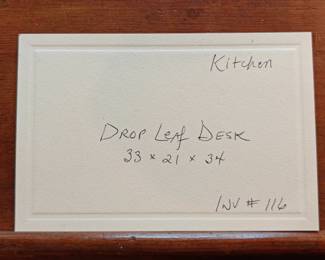 Kitchen
DROP LEAF DESK
33 x 21 x 34
INV # 116